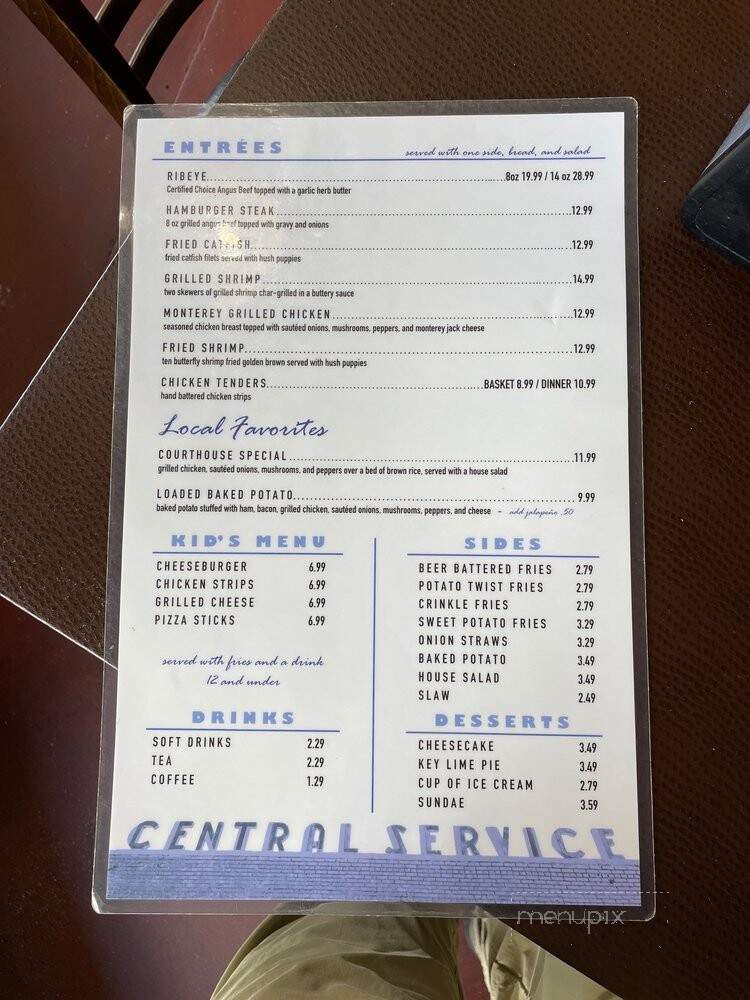 ENTRÉES served with one side, bread, and salad
RIBEYE 8oz 19.99 / 14 oz 28.99
Certified Choice Angus Beef topped with a garlic herb butter
HAMBURGER STEAK 12.99
8 oz grilled angus beef topped with gravy and onions
FRIED CATFISH 12.99
fried catfish filets served with hush puppies
GRILLED SHRIMP 14.99
two skewers of grilled shrimp char-grilled in a buttery sauce
MONTEREY GRILLED CHICKEN 12.99
seasoned chicken breast topped with sautéed onions, mushrooms, peppers, and monterey jack cheese
FRIED SHRIMP 12.99
ten butterfly shrimp fried golden brown served with hush puppies
CHICKEN TENDERS BASKET 8.99 / DINNER 10.99
hand battered chicken strips
Local Favorites
COURTHOUSE SPECIAL 11.99
grilled chicken, sautéed onions, mushrooms, and peppers over a bed of brown rice, served with a house salad
LOADED BAKED POTATO 9.99
baked potato stuffed with ham, bacon, grilled chicken, sautéed onions, mushrooms, peppers, and cheese - add jalapeño .50
KID'S MENU
CHEESEBURGER 6.99
CHICKEN STRIPS 6.99
GRILLED CHEESE 6.99
PIZZA STICKS 6.99
served with fries and a drink
12 and under
DRINKS
SOFT DRINKS 2.29
TEA 2.29
COFFEE 1.29
SIDES
BEER BATTERED FRIES 2.79
POTATO TWIST FRIES 2.79
CRINKLE FRIES 2.79
SWEET POTATO FRIES 3.29
ONION STRAWS 3.29
BAKED POTATO 3.49
HOUSE SALAD 3.49
SLAW 2.49
DESSERTS
CHEESECAKE 3.49
KEY LIME PIE 3.49
CUP OF ICE CREAM 2.79
SUNDAE 3.59
CENTRAL SERVICE
menupix